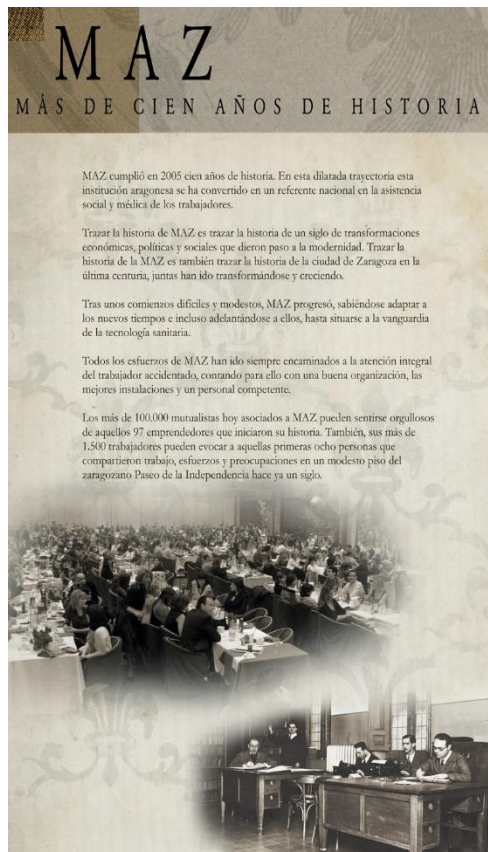 MAZ
MÁS DE CIEN AÑOS DE HISTORIA
MAZ cumplió en 2005 cien años de historia. En esta dilatada trayectoria esta
institución aragonesa se ha convertido en un referente nacional en la asistencia
social y médica de los trabajadores.
Trazar la historia de MAZ es trazar la historia de un siglo de transformaciones
económicas, políticas y sociales que dieron paso a la modernidad. Trazar la
historia de la MAZ es también trazar la historia de la ciudad de Zaragoza en la
última centuria, juntas han ido transformándose y creciendo.
Tras unos comienzos difíciles y modestos, MAZ progresó, sabiéndose adaptar a
los nuevos tiempos e incluso adelantándose a ellos, hasta situarse a la vanguardia
de la tecnología sanitaria.
Todos los esfuerzos de MAZ han ido siempre encaminados a la atención integral
del trabajador accidentado, contando para ello con una buena organización, las
mejores instalaciones y un personal competente.
Los más de 100.000 mutualistas hoy asociados a MAZ pueden sentirse orgullosos
de aquellos 97 emprendedores que iniciaron su historia. También, sus más de
1.500 trabajadores pueden evocar a aquellas primeras ocho personas que
compartieron trabajo, esfuerzos y preocupaciones en un modesto piso del
zaragozano Paseo de la Independencia hace ya un siglo.